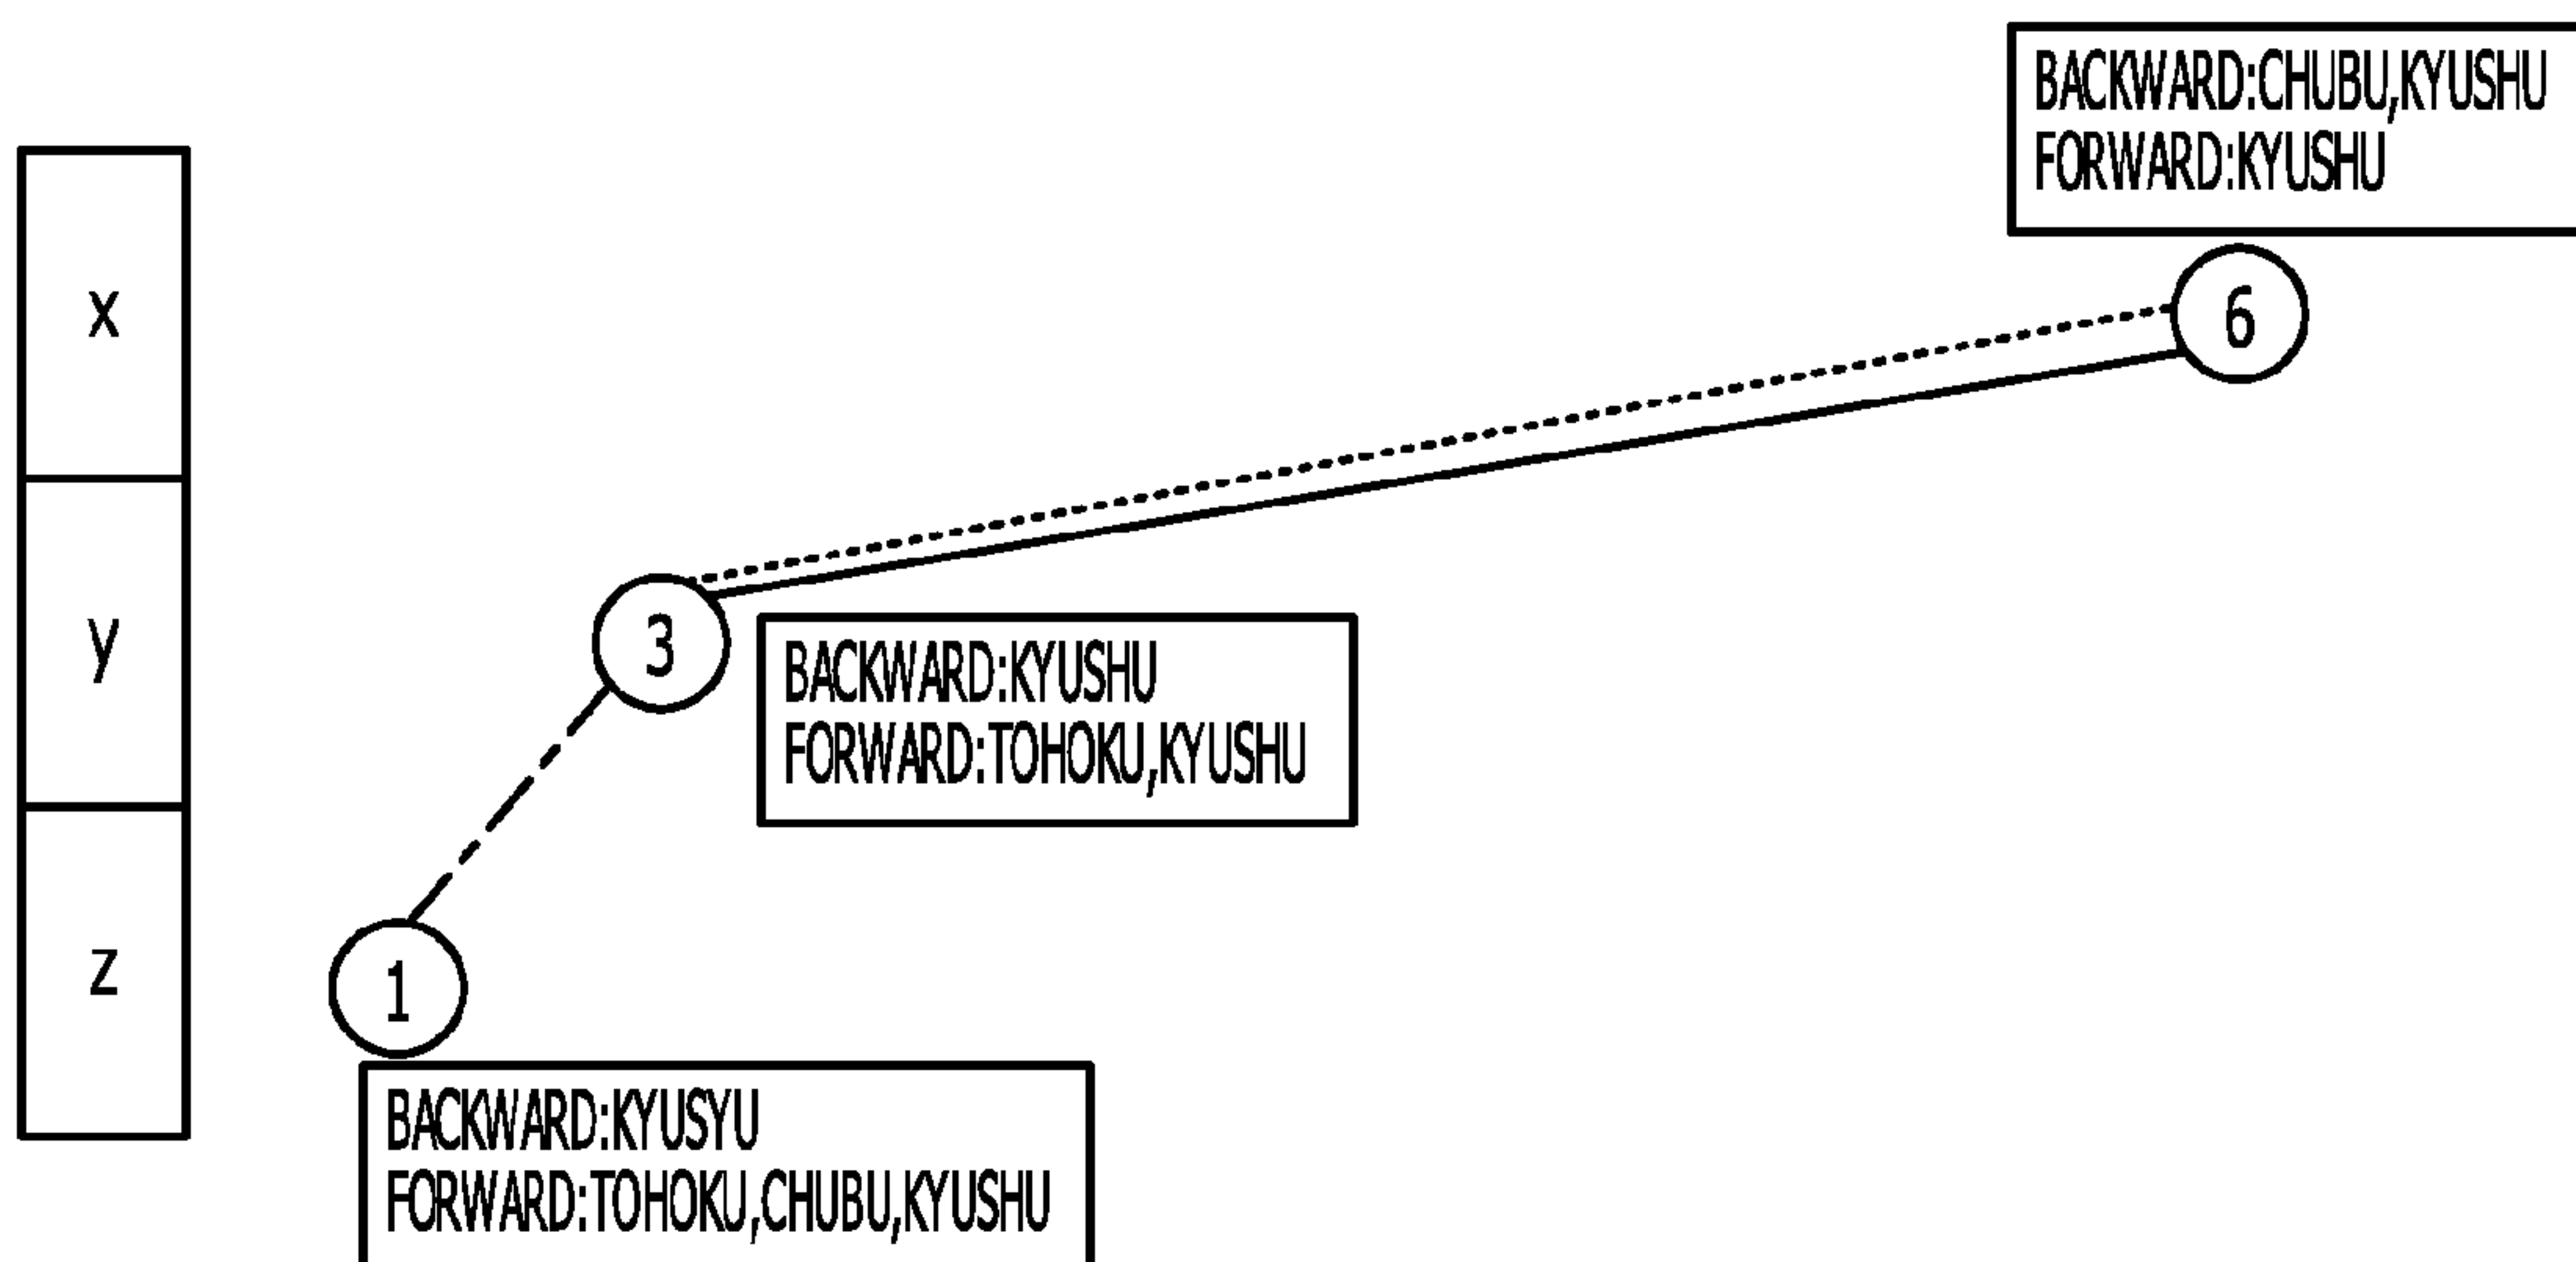 BACKWARD:CHUBU,KYUSHU
FORWARD:KYUSHU
x
6
y
3
BACKWARD:KYUSHU
FORWARD:TOHOKU,KYUSHU
z
1
BACKWARD:KYUSYU
FORWARD:TOHOKU,CHUBU,KYUSHU